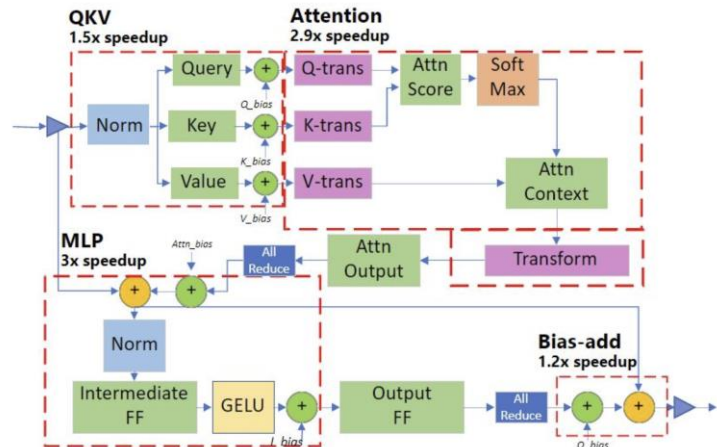 QKV
1.5x speedup
Attention
2.9x speedup
Query
Q-trans
Attn
Score
Soft
Max
Q_bias
Norm
Key
K-trans
K_bias
Value
V-trans
Attn
Context
V_bias
MLP
3x speedup
Attn_bias
All
Reduce
Attn
Output
Transform
Norm
Bias-add
1.2x speedup
Intermediate
FF
GELU
Output
FF
All
Reduce
I_bias
O_bias